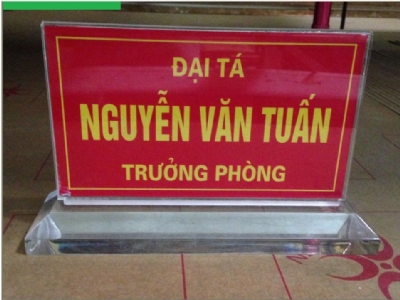 ĐẠI TÁ
NGUYỄN VĂN TUẤN
TRƯỞNG PHÒNG